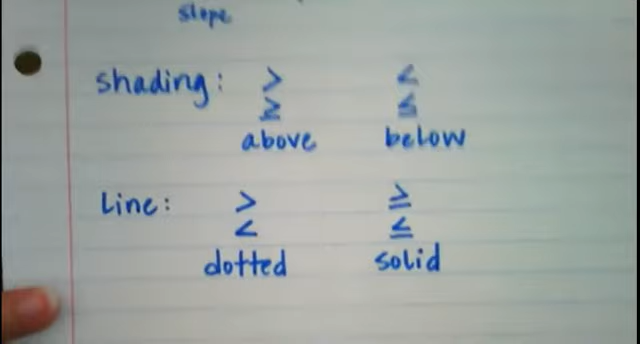 slope
shading: > <
≥ ≤
above below
Line: > ≥
< ≤
dotted solid